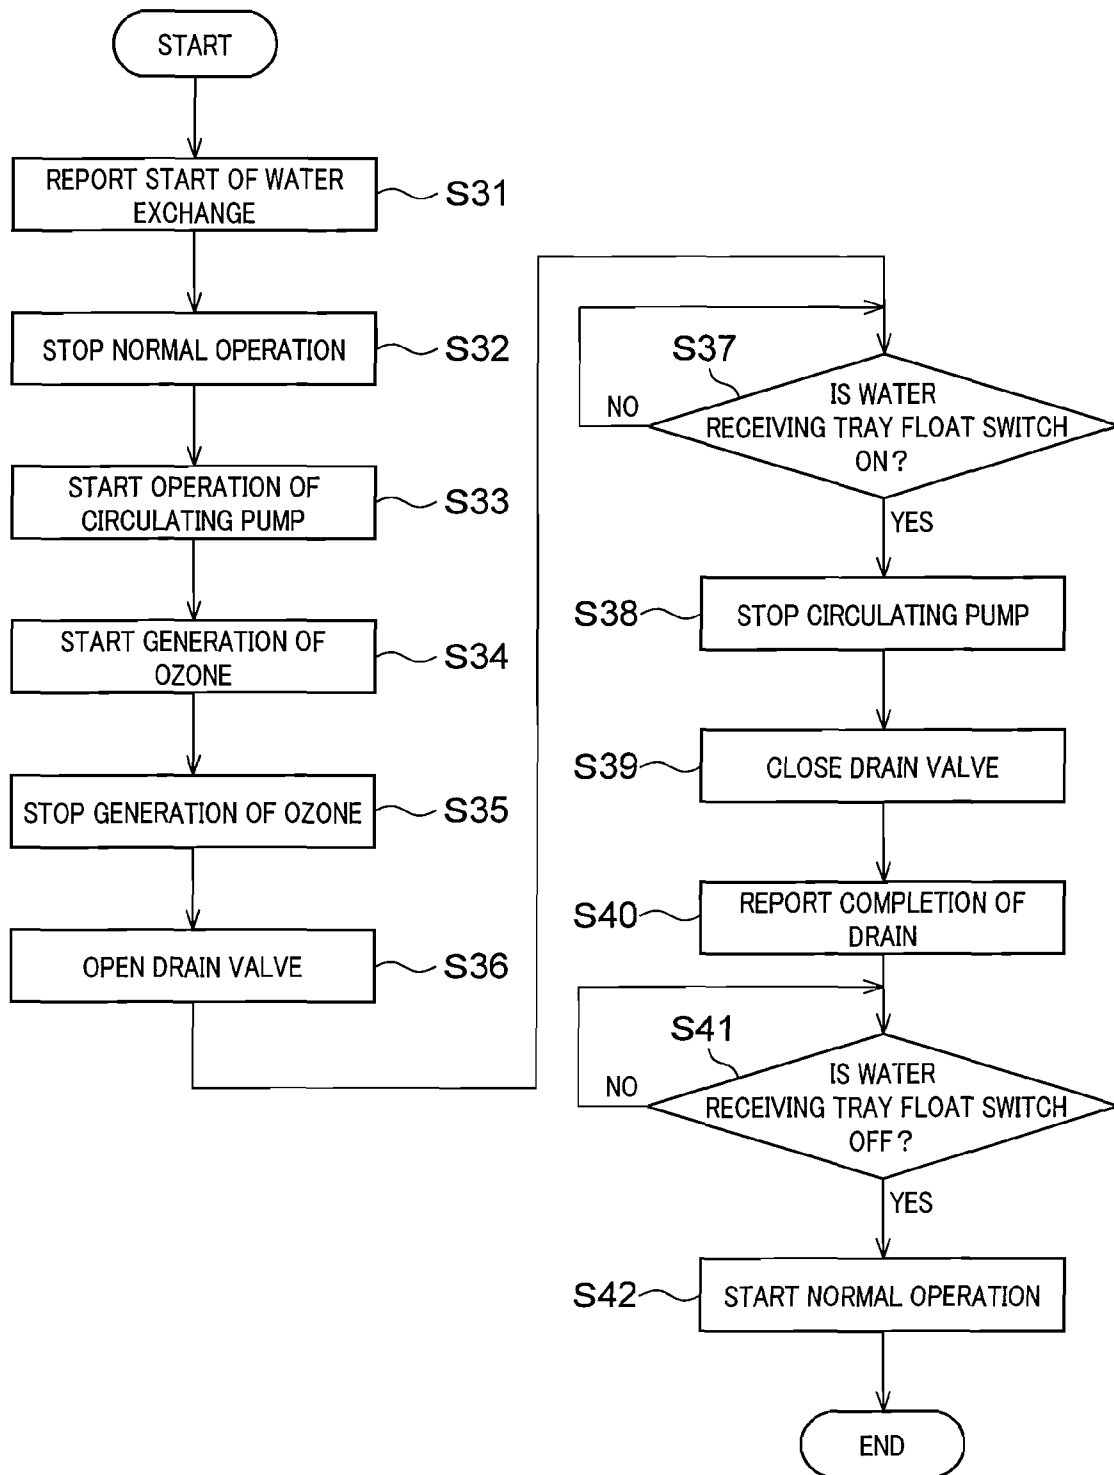 START
REPORT START OF WATER
EXCHANGE
S31
STOP NORMAL OPERATION
S32
START OPERATION OF
CIRCULATING PUMP
S33
START GENERATION OF
OZONE
S34
STOP GENERATION OF OZONE
S35
OPEN DRAIN VALVE
S36
S37
IS WATER
RECEIVING TRAY FLOAT SWITCH
ON?
NO
YES
S38
STOP CIRCULATING PUMP
S39
CLOSE DRAIN VALVE
S40
REPORT COMPLETION OF
DRAIN
S41
IS WATER
RECEIVING TRAY FLOAT SWITCH
OFF?
NO
YES
S42
START NORMAL OPERATION
END